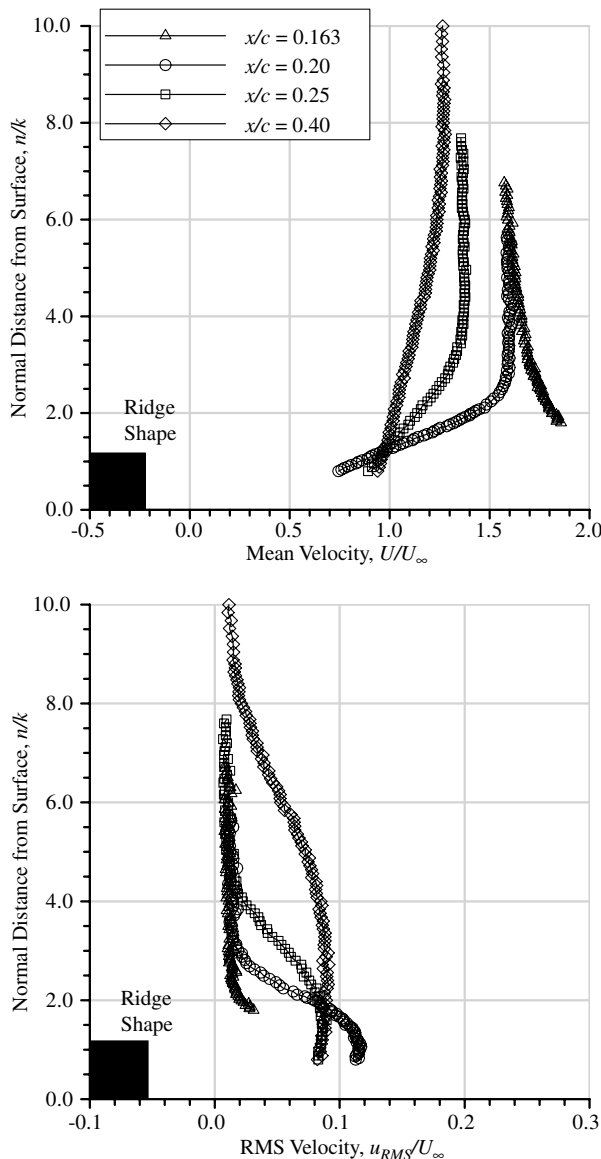 x/c = 0.163
x/c = 0.20
x/c = 0.25
x/c = 0.40
10.0
8.0
6.0
4.0
2.0
0.0
Normal Distance from Surface, n/k
Ridge
Shape
-0.5
0.0
0.5
1.0
1.5
2.0
Mean Velocity, U/U∞
10.0
8.0
6.0
4.0
2.0
0.0
Normal Distance from Surface, n/k
Ridge
Shape
-0.1
0.0
0.1
0.2
0.3
RMS Velocity, uRMS/U∞